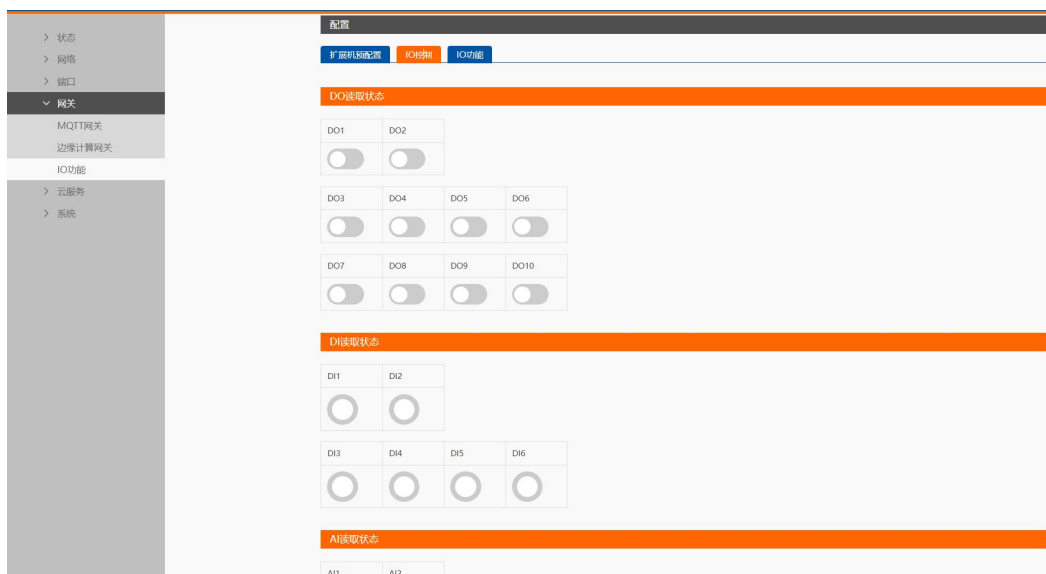 状态
网络
端口
网关
MQTT网关
边缘计算网关
IO功能
云服务
系统
配置
扩展机预配置 IO控制 IO功能
DO读取状态
DO1 DO2
DO3 DO4 DO5 DO6
DO7 DO8 DO9 DO10
DI读取状态
DI1 DI2
DI3 DI4 DI5 DI6
AI读取状态
AI1 AI2